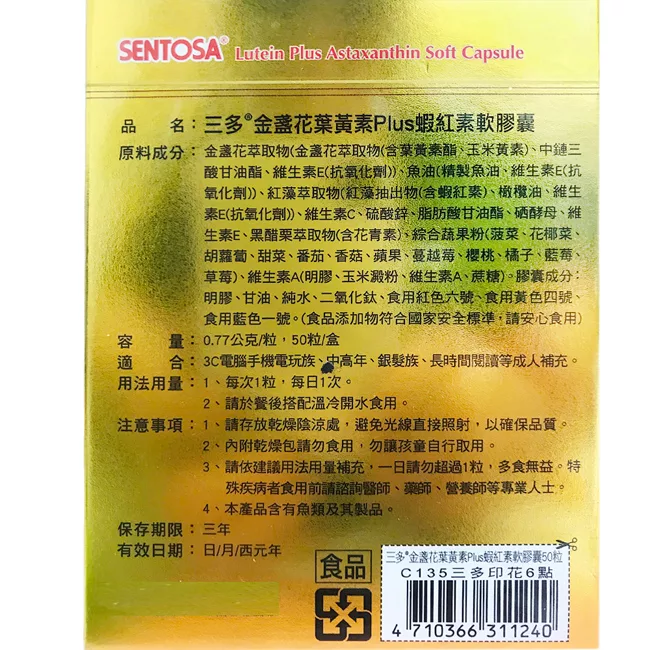 SENTOSA® Lutein Plus Astaxanthin Soft Capsule
品 名：三多®金盞花葉黃素Plus蝦紅素軟膠囊
原料成分：金盞花萃取物(金盞花萃取物(含葉黃素酯、玉米黃素)、中鏈三
酸甘油酯、維生素E(抗氧化劑))、魚油(精製魚油、維生素E(抗
氧化劑))、紅藻萃取物(紅藻抽出物(含蝦紅素)、橄欖油、維生
素E(抗氧化劑))、維生素C、硫酸鋅、脂肪酸甘油酯、硒酵母、維
生素E、黑醋栗萃取物(含花青素)、綜合蔬果粉(菠菜、花椰菜、
胡蘿蔔、甜菜、番茄、香菇、蘋果、蔓越莓、櫻桃、橘子、藍莓、
草莓)、維生素A(明膠、玉米澱粉、維生素A、蔗糖)。膠囊成分：
明膠、甘油、純水、二氧化鈦、食用紅色六號、食用黃色四號、
食用藍色一號。(食品添加物符合國家安全標準，請安心食用)
容 量：0.77公克/粒，50粒/盒
適 合：3C電腦手機電玩族、中高年、銀髮族、長時間閱讀等成人補充。
用法用量：1、每次1粒，每日1次。
2、請於餐後搭配溫冷開水食用。
注意事項：1、請存放乾燥陰涼處，避免光線直接照射，以確保品質。
2、內附乾燥包請勿食用，勿讓孩童自行取用。
3、請依建議用法用量補充，一日請勿超過1粒，多食無益。特
殊疾病者食用前請諮詢醫師、藥師、營養師等專業人士。
4、本產品含有魚類及其製品。
保存期限：三年
有效日期：日/月/西元年
食品
三多®金盞花葉黃素Plus蝦紅素軟膠囊50粒
C135三多印花6點
4 710366 311240